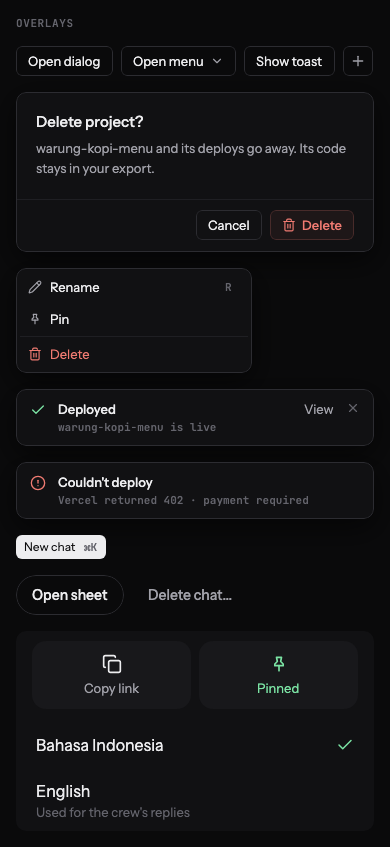 OVERLAYS
Open dialog
Open menu
Show toast
Delete project?
warung-kopi-menu and its deploys go away. Its code
stays in your export.
Cancel
Delete
Rename R
Pin
Delete
Deployed
View
warung-kopi-menu is live
Couldn't deploy
Vercel returned 402 · payment required
New chat ⌘K
Open sheet
Delete chat...
Copy link
Pinned
Bahasa Indonesia
English
Used for the crew's replies